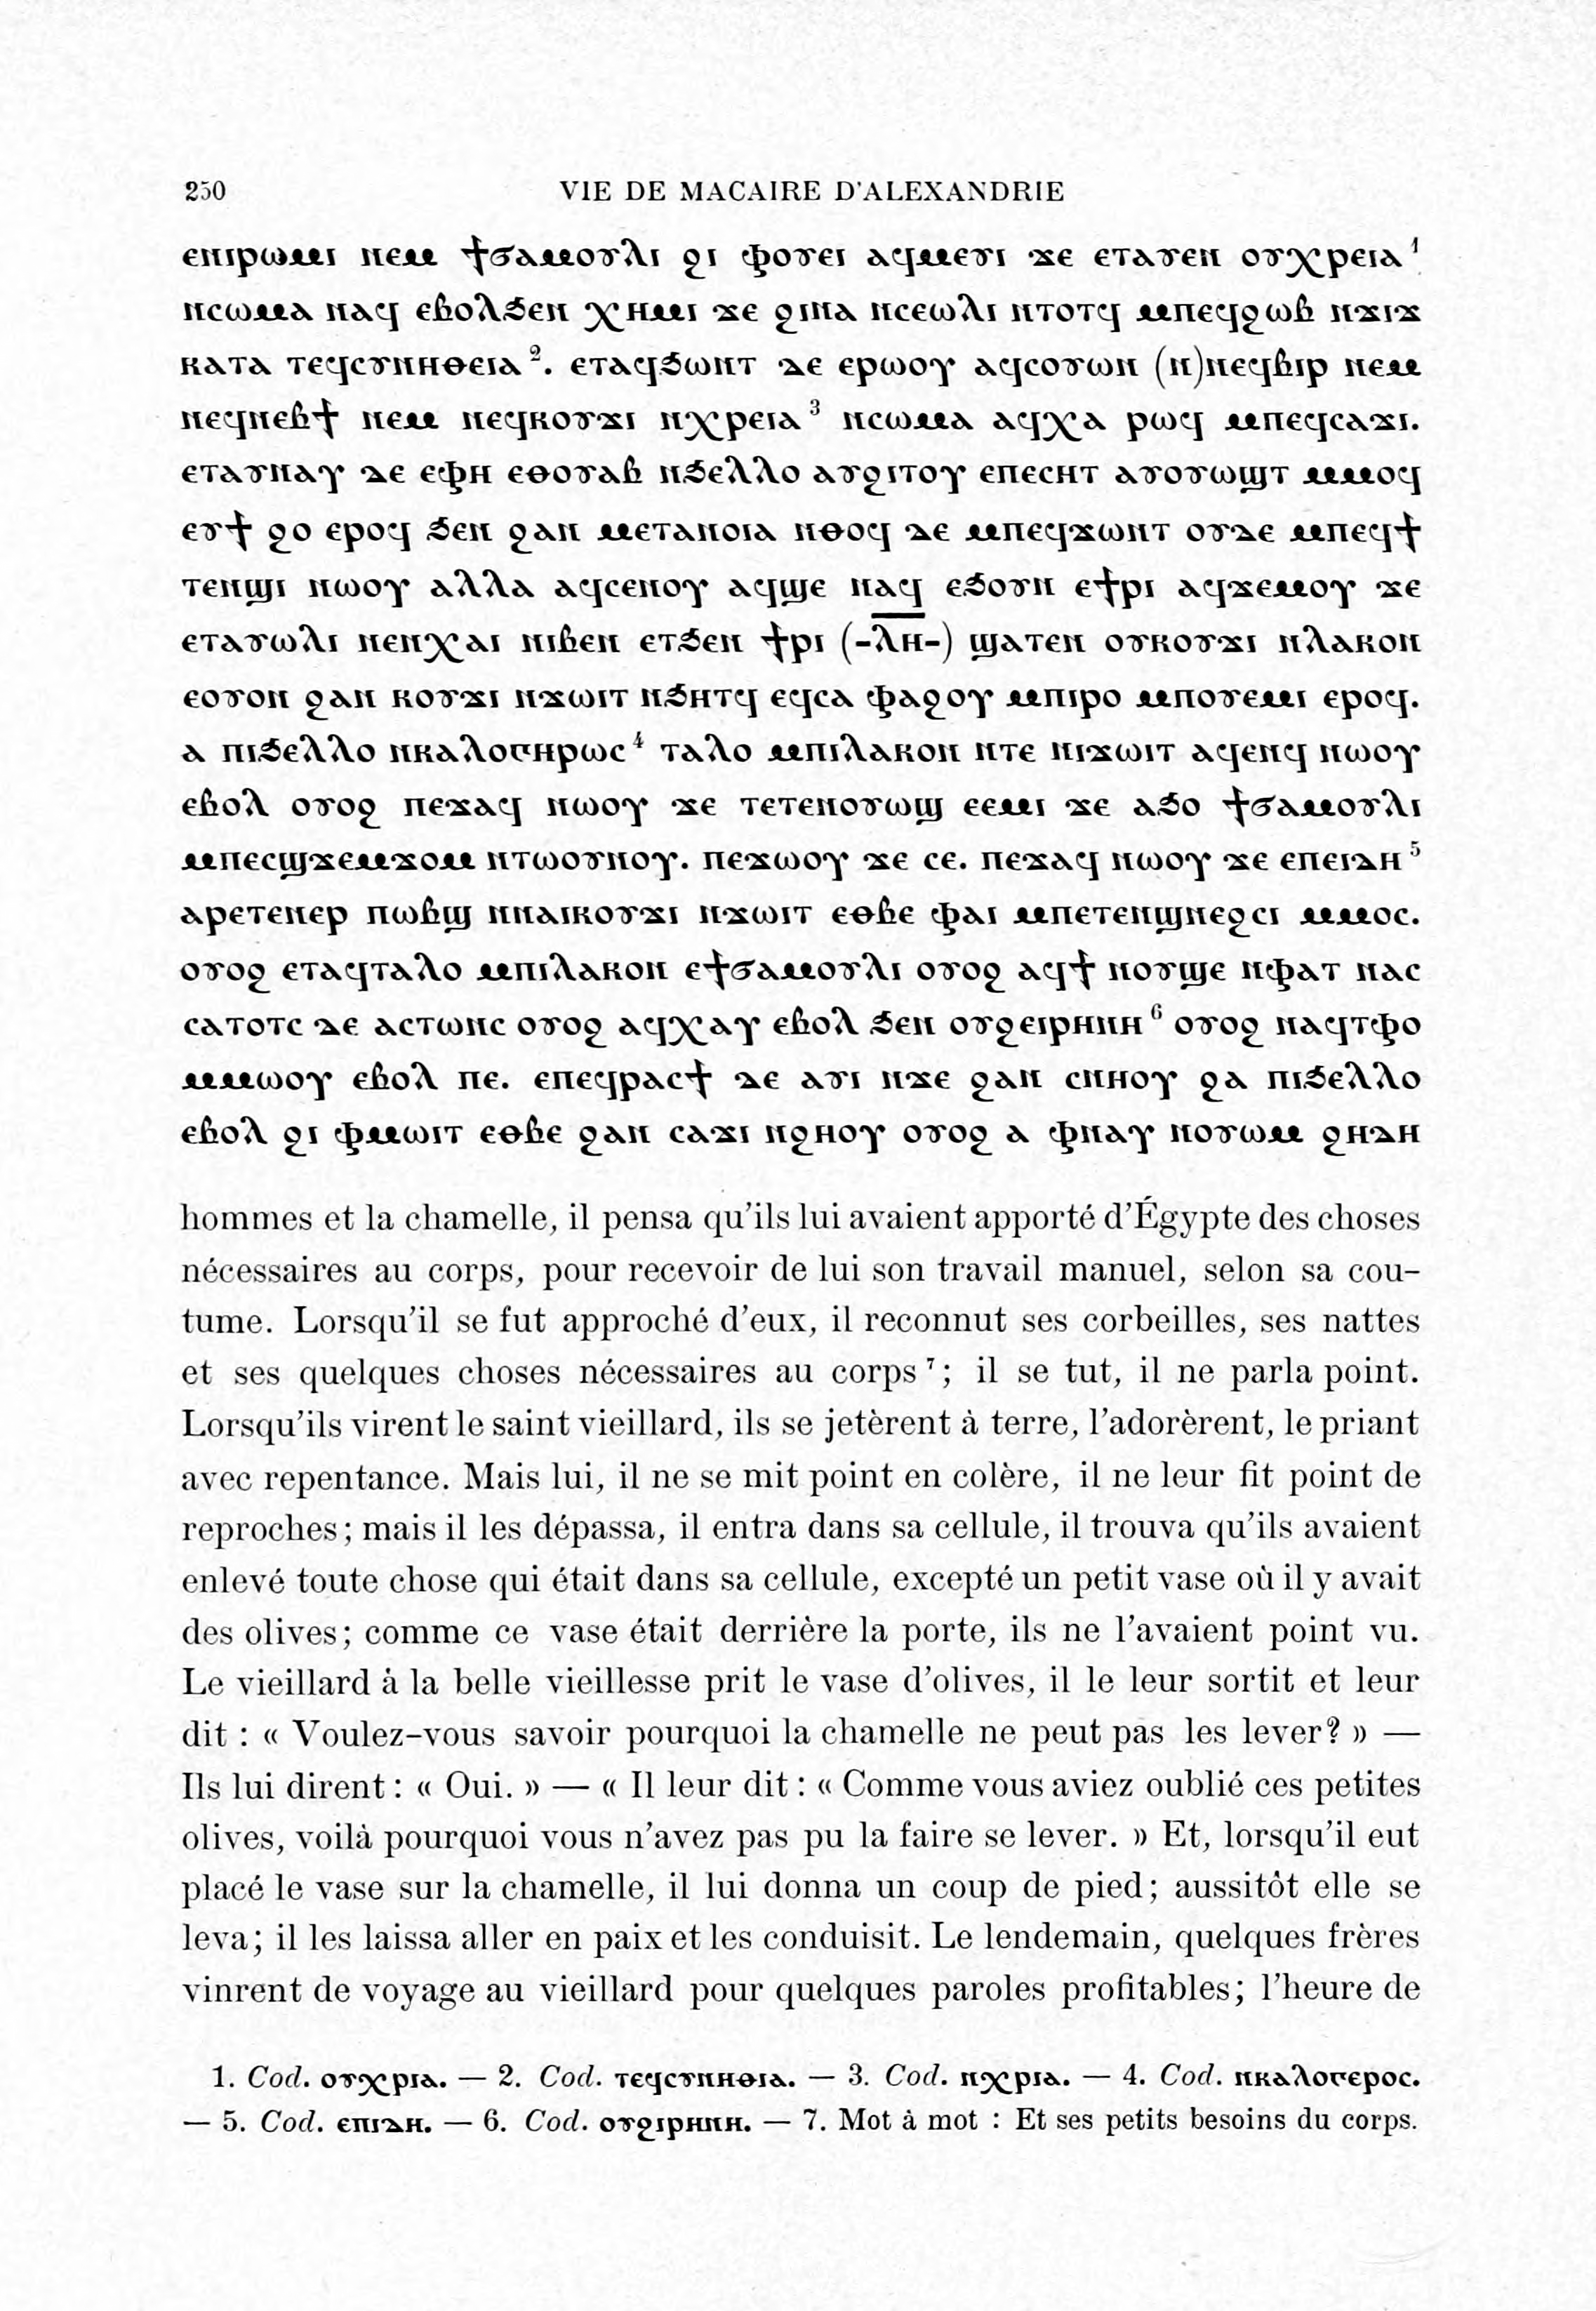 250 VIE DE MACAIRE D'ALEXANDRIE
ⲉⲛⲓⲣⲱⲙⲓ ⲛⲉⲙ ϯϭⲁⲙⲟⲩⲗⲓ ϩⲓ ⲫⲟⲩⲉⲓ ⲁϥⲙⲉⲩⲓ ϫⲉ ⲉⲧⲁⲩⲉⲛ ⲟⲩⲭⲣⲉⲓⲁ ¹
ⲛⲥⲱⲙⲁ ⲛⲁϥ ⲉⲃⲟⲗϧⲉⲛ ⲭⲏⲙⲓ ϫⲉ ϩⲓⲛⲁ ⲛⲥⲉⲱⲗⲓ ⲛⲧⲟⲧϥ ⲙⲡⲉϥϩⲱⲃ ⲛϫⲓϫ
ⲕⲁⲧⲁ ⲧⲉϥⲥⲩⲛⲏⲑⲉⲓⲁ ². ⲉⲧⲁϥϧⲱⲛⲧ ⲇⲉ ⲉⲣⲱⲟⲩ ⲁϥⲥⲟⲩⲱⲛ (ⲛ)ⲛⲉϥⲃⲓⲣ ⲛⲉⲙ
ⲛⲉϥⲛⲉⲃϯ ⲛⲉⲙ ⲛⲉϥⲕⲟⲩϫⲓ ⲛⲭⲣⲉⲓⲁ ³ ⲛⲥⲱⲙⲁ ⲁϥⲭⲁ ⲣⲱϥ ⲙⲡⲉϥⲥⲁϫⲓ.
ⲉⲧⲁⲩⲛⲁⲩ ⲇⲉ ⲉⲫⲏ ⲉⲑⲟⲩⲁⲃ ⲛϧⲉⲗⲗⲟ ⲁⲩϩⲓⲧⲟⲩ ⲉⲡⲉⲥⲏⲧ ⲁⲩⲟⲩⲱϣⲧ ⲙⲙⲟϥ
ⲉⲩϯ ϩⲟ ⲉⲣⲟϥ ϧⲉⲛ ϩⲁⲛ ⲙⲉⲧⲁⲛⲟⲓⲁ ⲛⲑⲟϥ ⲇⲉ ⲙⲡⲉϥϫⲱⲛⲧ ⲟⲩⲇⲉ ⲙⲡⲉϥϯ
ⲧⲉⲛϣⲓ ⲛⲱⲟⲩ ⲁⲗⲗⲁ ⲁϥⲥⲉⲛⲟⲩ ⲁϥϣⲉ ⲛⲁϥ ⲉϧⲟⲩⲛ ⲉϯⲣⲓ ⲁϥϫⲉⲙⲟⲩ ϫⲉ
ⲉⲧⲁⲩⲱⲗⲓ ⲛⲉⲛⲭⲁⲓ ⲛⲓⲃⲉⲛ ⲉⲧϧⲉⲛ ϯⲣⲓ (-ⲗ̅ⲏ̅-) ϣⲁⲧⲉⲛ ⲟⲩⲕⲟⲩϫⲓ ⲛⲗⲁⲕⲟⲛ
ⲉⲟⲩⲟⲛ ϩⲁⲛ ⲕⲟⲩϫⲓ ⲛϫⲱⲓⲧ ⲛϧⲏⲧϥ ⲉϥⲥⲁ ⲫⲁϩⲟⲩ ⲙⲡⲓⲣⲟ ⲙⲡⲟⲩⲉⲙⲓ ⲉⲣⲟϥ.
ⲁ ⲡⲓϧⲉⲗⲗⲟ ⲛⲕⲁⲗⲟⲅⲏⲣⲱⲥ ⁴ ⲧⲁⲗⲟ ⲙⲡⲓⲗⲁⲕⲟⲛ ⲛⲧⲉ ⲛⲓϫⲱⲓⲧ ⲁϥⲉⲛϥ ⲛⲱⲟⲩ
ⲉⲃⲟⲗ ⲟⲩⲟϩ ⲡⲉϫⲁϥ ⲛⲱⲟⲩ ϫⲉ ⲧⲉⲧⲉⲛⲟⲩⲱϣ ⲉⲉⲙⲓ ϫⲉ ⲁϧⲟ ϯϭⲁⲙⲟⲩⲗⲓ
ⲙⲡⲉⲥϣϫⲉⲙϫⲟⲙ ⲛⲧⲱⲟⲩⲛⲟⲩ. ⲡⲉϫⲱⲟⲩ ϫⲉ ⲥⲉ. ⲡⲉϫⲁϥ ⲛⲱⲟⲩ ϫⲉ ⲉⲡⲉⲓⲇⲏ ⁵
ⲁⲣⲉⲧⲉⲛⲉⲣ ⲡⲱⲃϣ ⲛⲛⲁⲓⲕⲟⲩϫⲓ ⲛϫⲱⲓⲧ ⲉⲑⲃⲉ ⲫⲁⲓ ⲙⲡⲉⲧⲉⲛϣⲛⲉϩⲥⲓ ⲙⲙⲟⲥ.
ⲟⲩⲟϩ ⲉⲧⲁϥⲧⲁⲗⲟ ⲙⲡⲓⲗⲁⲕⲟⲛ ⲉϯϭⲁⲙⲟⲩⲗⲓ ⲟⲩⲟϩ ⲁϥϯ ⲛⲟⲩϣⲉ ⲛⲫⲁⲧ ⲛⲁⲥ
ⲥⲁⲧⲟⲧⲥ ⲇⲉ ⲁⲥⲧⲱⲛⲥ ⲟⲩⲟϩ ⲁϥⲭⲁⲩ ⲉⲃⲟⲗ ϧⲉⲛ ⲟⲩϩⲉⲓⲣⲏⲛⲏ ⁶ ⲟⲩⲟϩ ⲛⲁϥⲧⲫⲟ
ⲙⲙⲱⲟⲩ ⲉⲃⲟⲗ ⲡⲉ. ⲉⲡⲉϥⲣⲁⲥϯ ⲇⲉ ⲁⲩⲓ ⲛϫⲉ ϩⲁⲛ ⲥⲛⲏⲟⲩ ϩⲁ ⲡⲓϧⲉⲗⲗⲟ
ⲉⲃⲟⲗ ϩⲓ ⲫⲙⲱⲓⲧ ⲉⲑⲃⲉ ϩⲁⲛ ⲥⲁϫⲓ ⲛϩⲏⲟⲩ ⲟⲩⲟϩ ⲁ ⲫⲛⲁⲩ ⲛⲟⲩⲱⲙ ϩⲏⲇⲏ
hommes et la chamelle, il pensa qu'ils lui avaient apporté d'Égypte des choses
nécessaires au corps, pour recevoir de lui son travail manuel, selon sa cou-
tume. Lorsqu'il se fut approché d'eux, il reconnut ses corbeilles, ses nattes
et ses quelques choses nécessaires au corps ⁷; il se tut, il ne parla point.
Lorsqu'ils virent le saint vieillard, ils se jetèrent à terre, l'adorèrent, le priant
avec repentance. Mais lui, il ne se mit point en colère, il ne leur fit point de
reproches; mais il les dépassa, il entra dans sa cellule, il trouva qu'ils avaient
enlevé toute chose qui était dans sa cellule, excepté un petit vase où il y avait
des olives; comme ce vase était derrière la porte, ils ne l'avaient point vu.
Le vieillard à la belle vieillesse prit le vase d'olives, il le leur sortit et leur
dit : « Voulez-vous savoir pourquoi la chamelle ne peut pas les lever? » —
Ils lui dirent : « Oui. » — « Il leur dit : « Comme vous aviez oublié ces petites
olives, voilà pourquoi vous n'avez pas pu la faire se lever. » Et, lorsqu'il eut
placé le vase sur la chamelle, il lui donna un coup de pied; aussitôt elle se
leva; il les laissa aller en paix et les conduisit. Le lendemain, quelques frères
vinrent de voyage au vieillard pour quelques paroles profitables; l'heure de
1. Cod. ⲟⲩⲭⲣⲓⲁ. — 2. Cod. ⲧⲉϥⲥⲩⲛⲏⲑⲓⲁ. — 3. Cod. ⲛⲭⲣⲓⲁ. — 4. Cod. ⲛⲕⲁⲗⲟⲅⲉⲣⲟⲥ.
— 5. Cod. ⲉⲡⲓⲇⲏ. — 6. Cod. ⲟⲩϩⲓⲣⲏⲛⲏ. — 7. Mot à mot : Et ses petits besoins du corps.